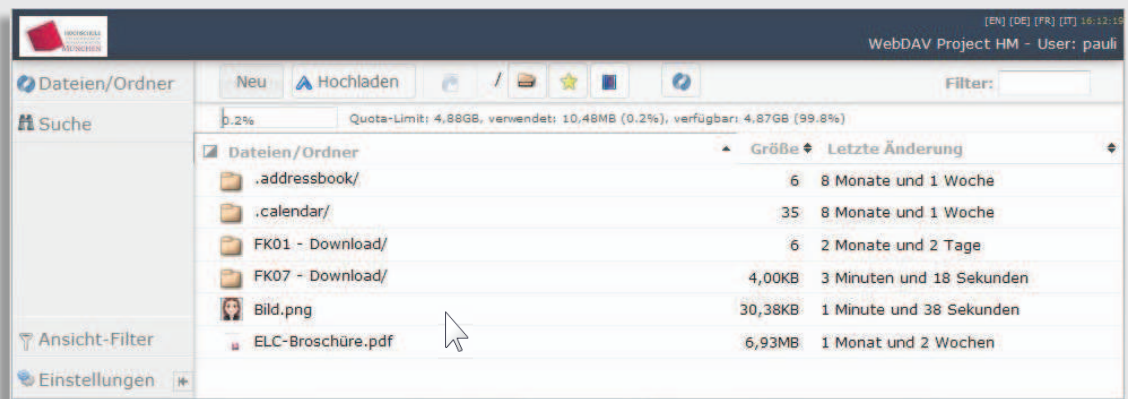 [EN] [DE] [FR] [IT] 16:12:19
HOCHSCHULE
MÜNCHEN
WebDAV Project HM - User: pauli
Dateien/Ordner
Neu Hochladen / Filter:
Suche
0.2% Quota-Limit: 4,88GB, verwendet: 10,48MB (0.2%), verfügbar: 4,87GB (99.8%)
Dateien/Ordner Größe Letzte Änderung
.addressbook/ 6 8 Monate und 1 Woche
.calendar/ 35 8 Monate und 1 Woche
FK01 - Download/ 6 2 Monate und 2 Tage
FK07 - Download/ 4,00KB 3 Minuten und 18 Sekunden
Bild.png 30,38KB 1 Minute und 38 Sekunden
ELC-Broschüre.pdf 6,93MB 1 Monat und 2 Wochen
Ansicht-Filter
Einstellungen